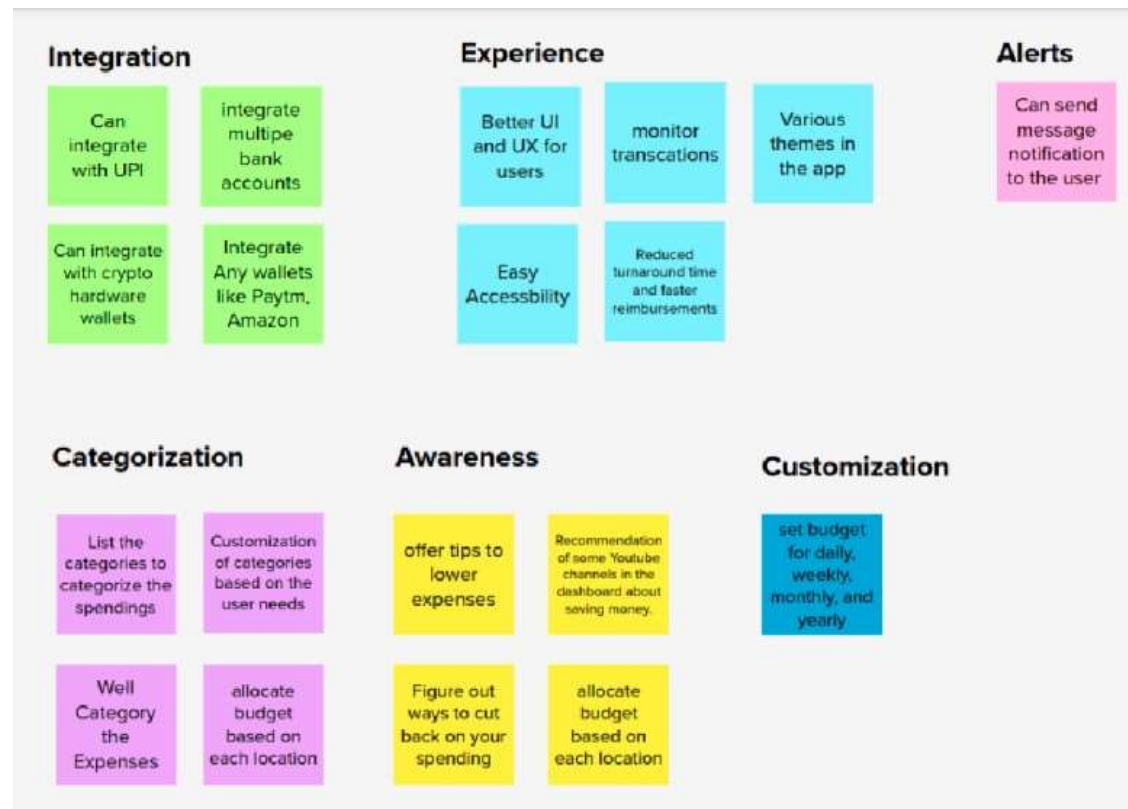 Integration
Can
integrate
with UPI
integrate
multipe
bank
accounts
Can integrate
with crypto
hardware
wallets
Integrate
Any wallets
like Paytm,
Amazon
Experience
Better UI
and UX for
users
monitor
transcations
Various
themes in
the app
Easy
Accessbility
Reduced
turnaround time
and faster
reimbursements
Alerts
Can send
message
notification
to the user
Categorization
List the
categories to
categorize the
spendings
Customization
of categories
based on the
user needs
Well
Category
the
Expenses
allocate
budget
based on
each location
Awareness
offer tips to
lower
expenses
Recommendation
of some Youtube
channels in the
dashboard about
saving money.
Figure out
ways to cut
back on your
spending
allocate
budget
based on
each location
Customization
set budget
for daily,
weekly,
monthly, and
yearly